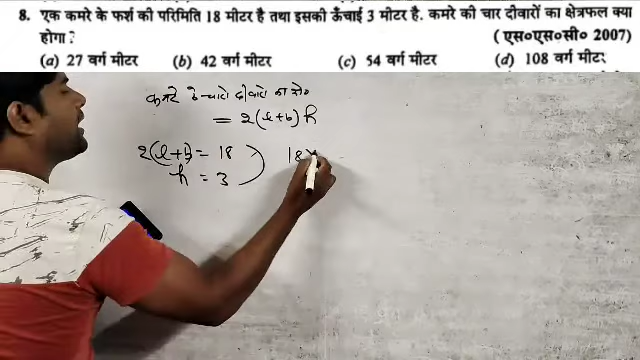 8. एक कमरे के फर्श की परिमिति 18 मीटर है तथा इसकी ऊँचाई 3 मीटर है. कमरे की चार दीवारों का क्षेत्रफल क्या
होगा ? ( एस०एस०सी० 2007)
(a) 27 वर्ग मीटर (b) 42 वर्ग मीटर (c) 54 वर्ग मीटर (d) 108 वर्ग मीटर
कमरे के चारो दीवारो का क्षे०
= 2(l+b)h
2(l+b) = 18
h = 3
18×